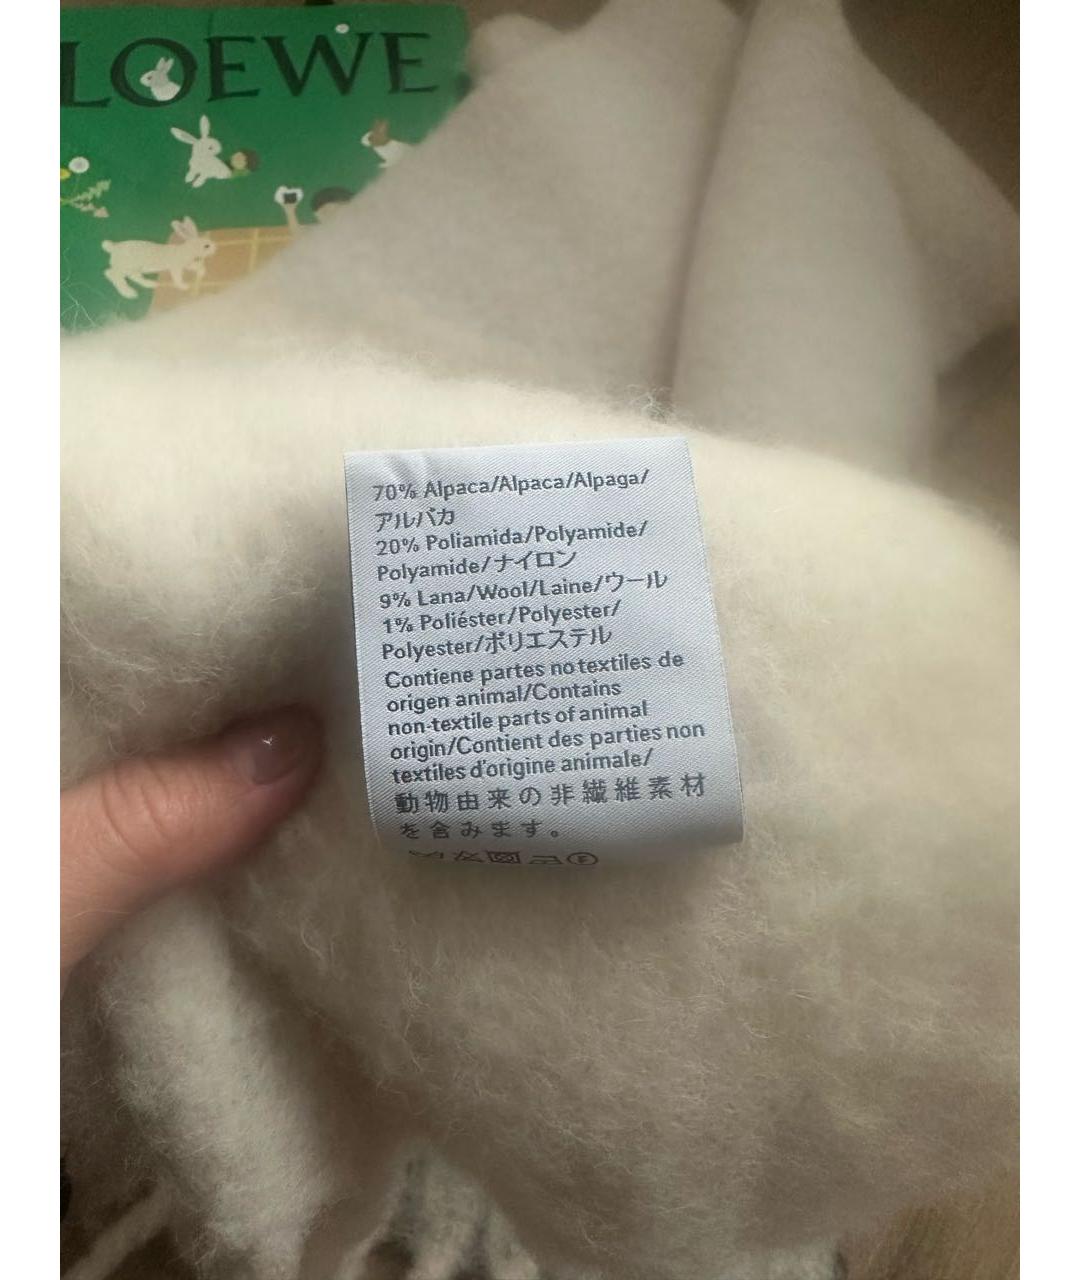 LOEWE
70% Alpaca/Alpaca/Alpaga/
アルパカ
20% Poliamida/Polyamide/
Polyamide/ナイロン
9% Lana/Wool/Laine/ウール
1% Poliéster/Polyester/
Polyester/ポリエステル
Contiene partes no textiles de
origen animal/Contains
non-textile parts of animal
origin/Contient des parties non
textiles d'origine animale/
動物由来の非繊維素材
を含みます。